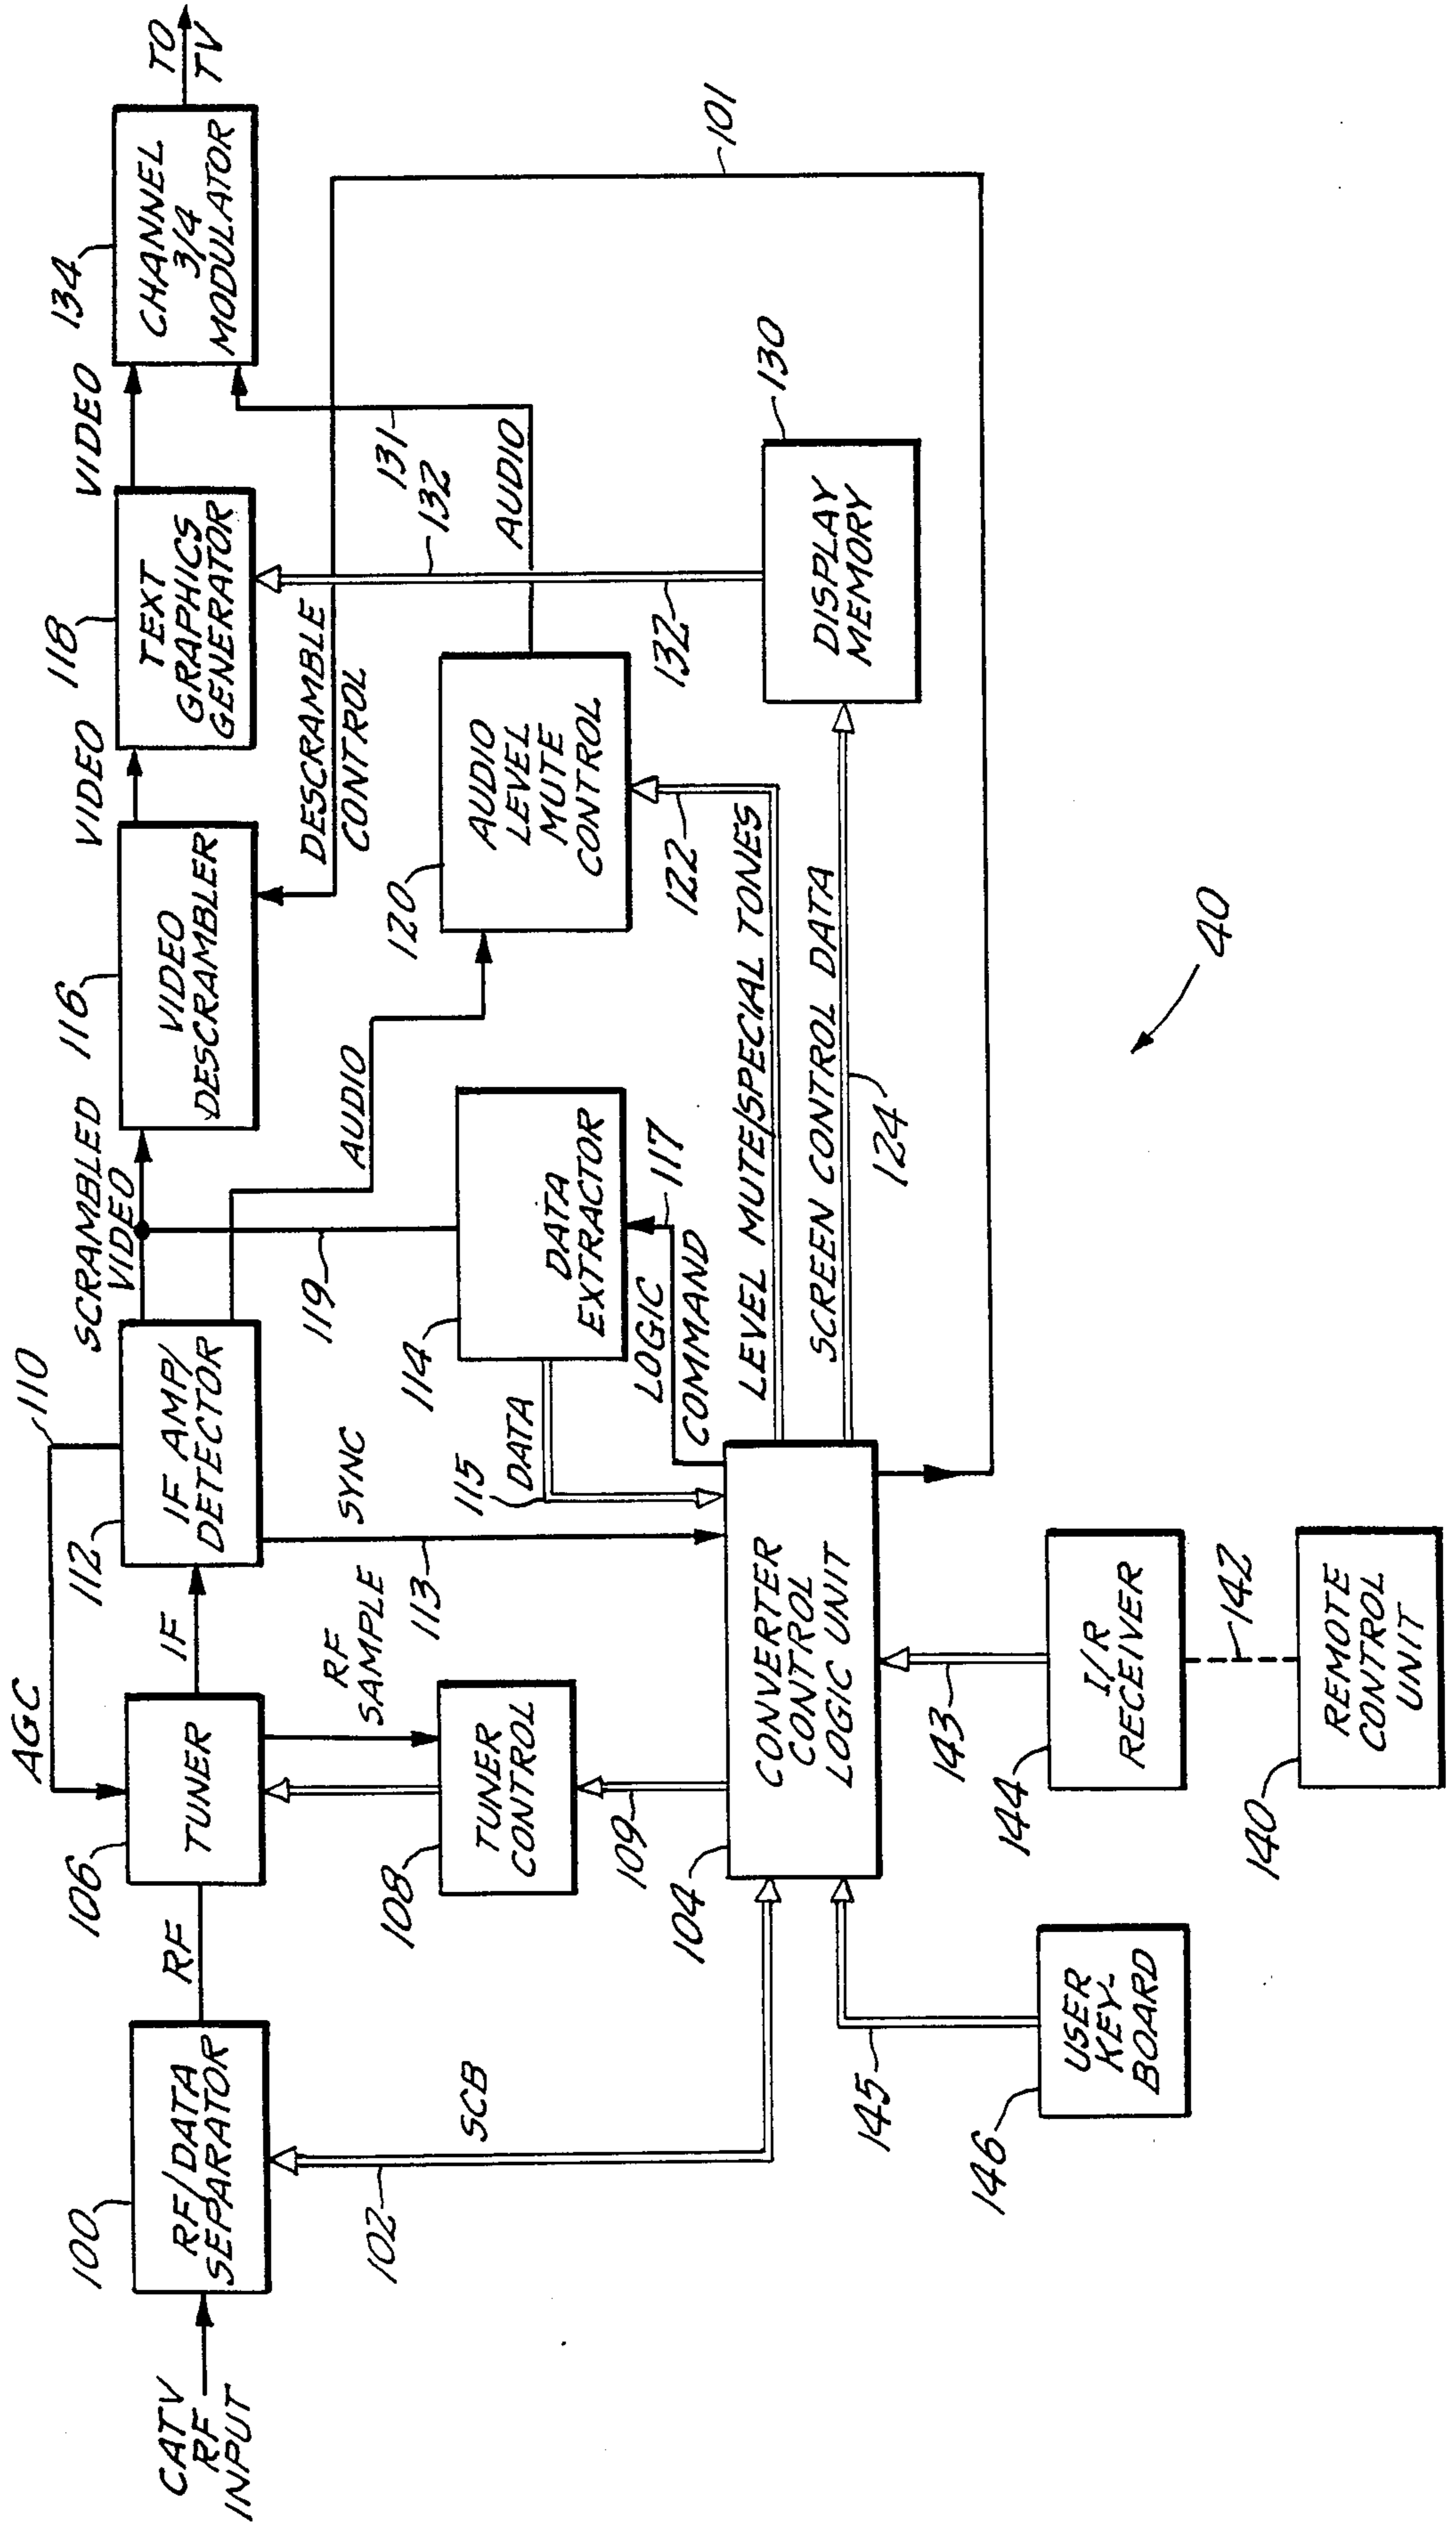 CATV
RF
INPUT
100
RF/DATA
SEPARATOR
RF
106
TUNER
AGC
110
IF
112
IF AMP/
DETECTOR
SCRAMBLED
VIDEO
116
VIDEO
DESCRAMBLER
VIDEO
118
TEXT
GRAPHICS
GENERATOR
VIDEO
134
CHANNEL
3/4
MODULATOR
TO
TV
102
SCB
108
TUNER
CONTROL
RF
SAMPLE
109
113
SYNC
115
DATA
114
DATA
EXTRACTOR
119
LOGIC
COMMAND
117
AUDIO
120
AUDIO
LEVEL
MUTE
CONTROL
DESCRAMBLE
CONTROL
131
132
AUDIO
132
122
LEVEL MUTE/SPECIAL TONES
SCREEN CONTROL DATA
124
130
DISPLAY
MEMORY
101
104
CONVERTER
CONTROL
LOGIC UNIT
145
146
USER
KEY-
BOARD
143
144
I/R
RECEIVER
142
140
REMOTE
CONTROL
UNIT
40